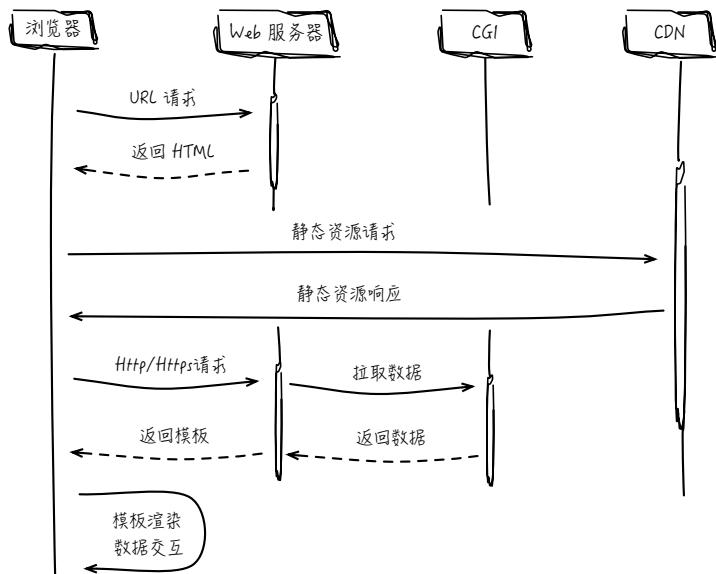 浏览器
Web 服务器
CGI
CDN
URL 请求
返回 HTML
静态资源请求
静态资源响应
Http/Https请求
拉取数据
返回模板
返回数据
模板渲染
数据交互